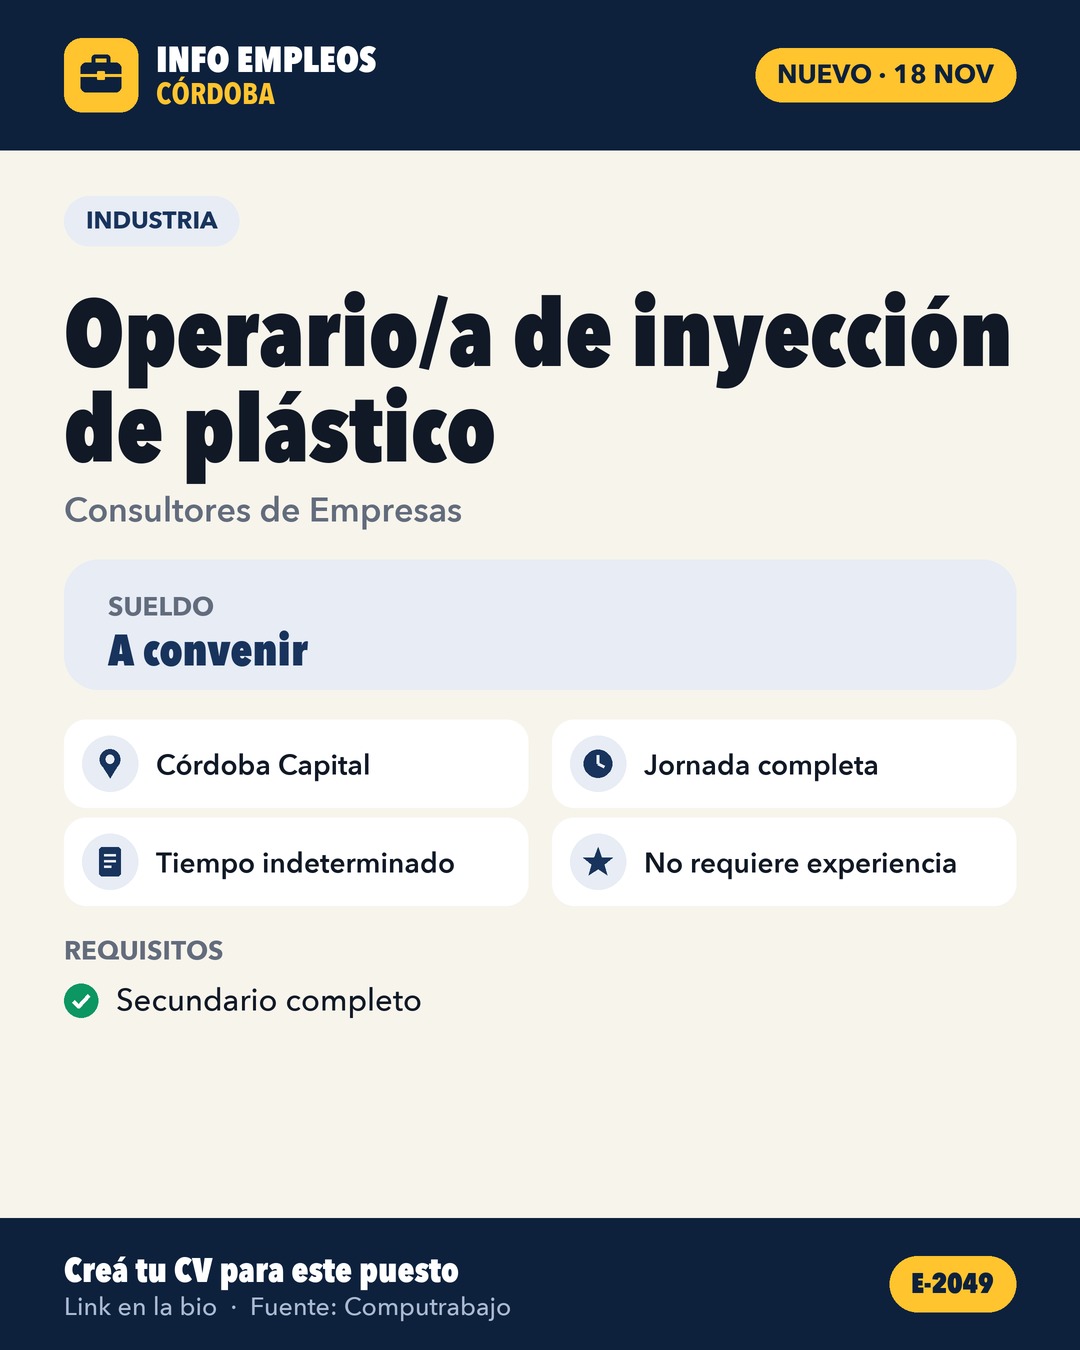 INFO EMPLEOS
CÓRDOBA
NUEVO · 18 NOV
INDUSTRIA
Operario/a de inyección
de plástico
Consultores de Empresas
SUELDO
A convenir
Córdoba Capital
Jornada completa
Tiempo indeterminado
No requiere experiencia
REQUISITOS
Secundario completo
Creá tu CV para este puesto
Link en la bio · Fuente: Computrabajo
E-2049